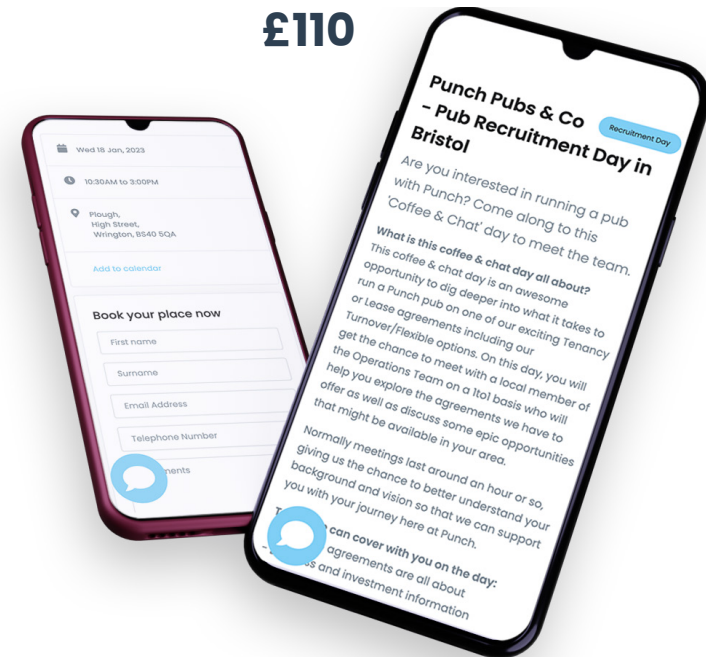 £110
Wed 18 Jan, 2023
10:30AM to 3:00PM
Plough,
High Street,
Wrington, BS40 5QA
Add to calendar
Book your place now
First name
Surname
Email Address
Telephone Number
ments
Punch Pubs & Co
- Pub Recruitment Day in
Bristol
Recruitment Day
Are you interested in running a pub
with Punch? Come along to this
'Coffee & Chat' day to meet the team.
What is this coffee & chat day all about?
This coffee & chat day is an awesome
opportunity to dig deeper into what it takes to
run a Punch pub on one of our exciting Tenancy
or Lease agreements including our
Turnover/Flexible options. On this day, you will
get the chance to meet with a local member of
the Operations Team on a 1to1 basis who will
help you explore the agreements we have to
offer as well as discuss some epic opportunities
that might be available in your area.
Normally meetings last around an hour or so,
giving us the chance to better understand your
background and vision so that we can support
you with your journey here at Punch.
can cover with you on the day:
agreements are all about
and investment information